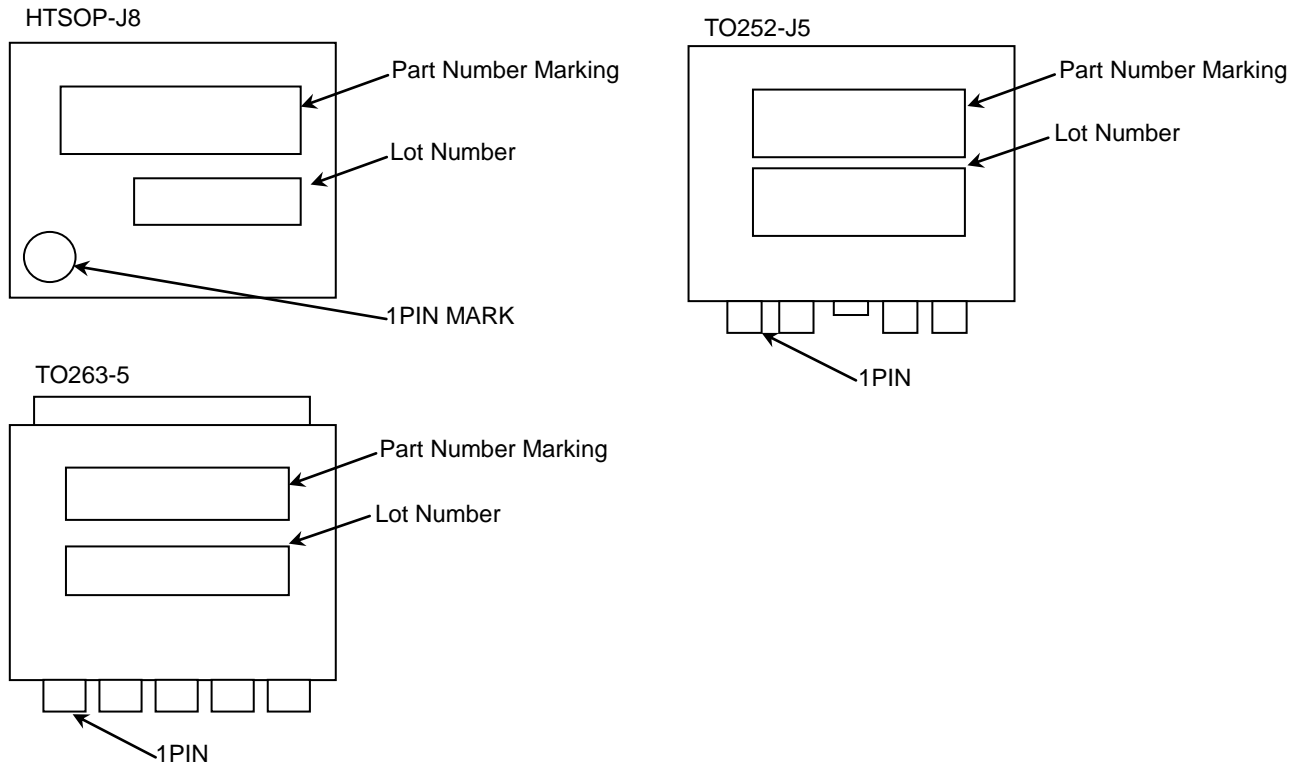 HTSOP-J8
Part Number Marking
Lot Number
1PIN MARK
TO252-J5
Part Number Marking
Lot Number
1PIN
TO263-5
Part Number Marking
Lot Number
1PIN